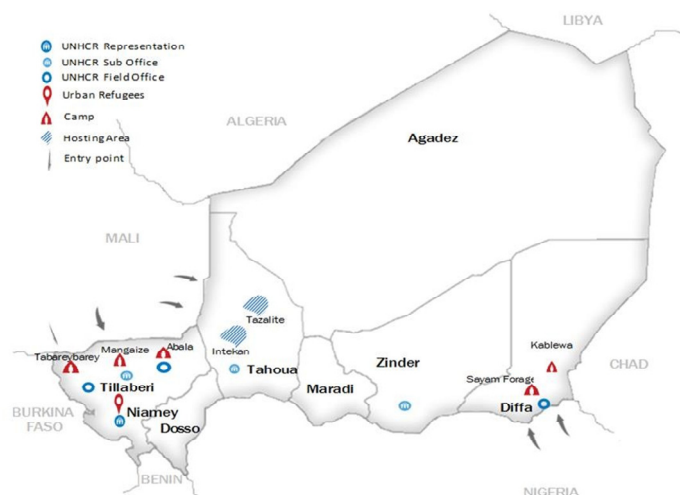 LIBYA
UNHCR Representation
UNHCR Sub Office
UNHCR Field Office
Urban Refugees
Camp
Hosting Area
Entry point
ALGERIA
Agadez
MALI
Tazalite
Intekan
Tahoua
Tabareybarey
Mangaize
Abala
Tillaberi
Niamey
Dosso
Maradi
Zinder
Kablewa
Sayam Forage
Diffa
CHAD
BURKINA
FASO
BENIN
NIGERIA